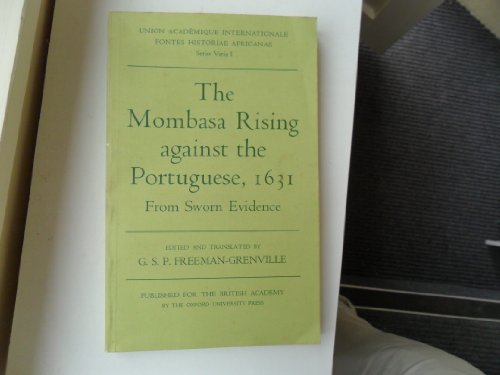 UNION ACADÉMIQUE INTERNATIONALE
FONTES HISTORIAE AFRICANAE
Series Varia I
The
Mombasa Rising
against the
Portuguese, 1631
From Sworn Evidence
EDITED AND TRANSLATED BY
G. S. P. FREEMAN-GRENVILLE
PUBLISHED FOR THE BRITISH ACADEMY
BY THE OXFORD UNIVERSITY PRESS